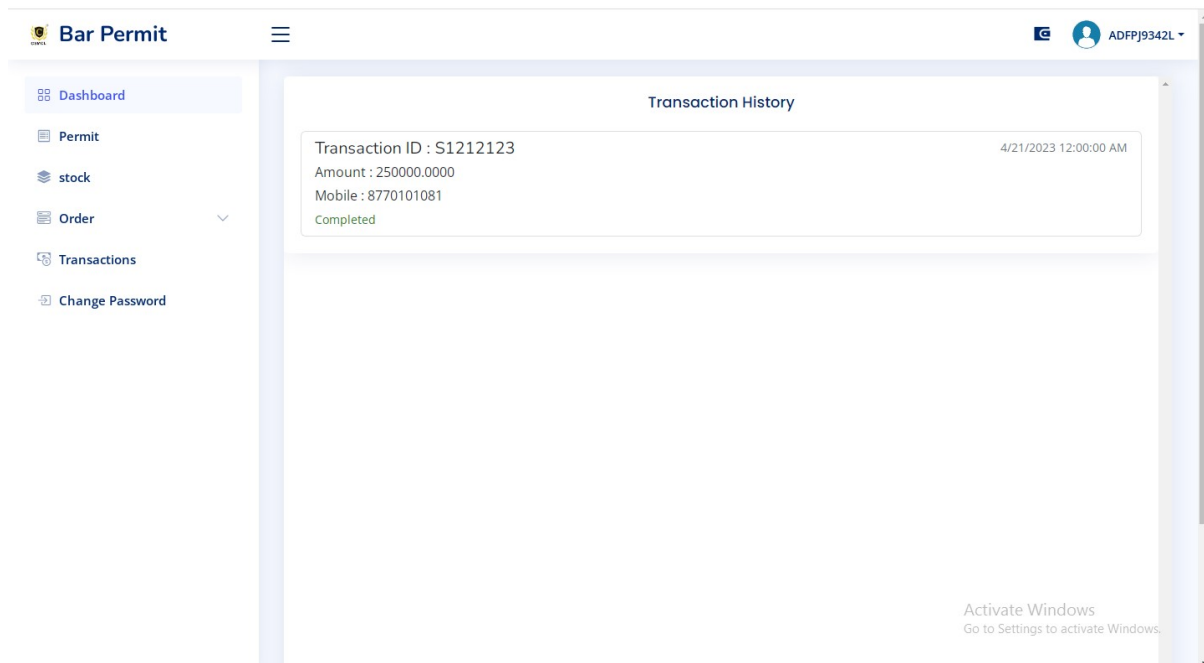 Bar Permit
ADFPJ9342L
Dashboard
Permit
stock
Order
Transactions
Change Password
Transaction History
Transaction ID : S1212123
4/21/2023 12:00:00 AM
Amount : 250000.0000
Mobile : 8770101081
Completed
Activate Windows
Go to Settings to activate Windows.